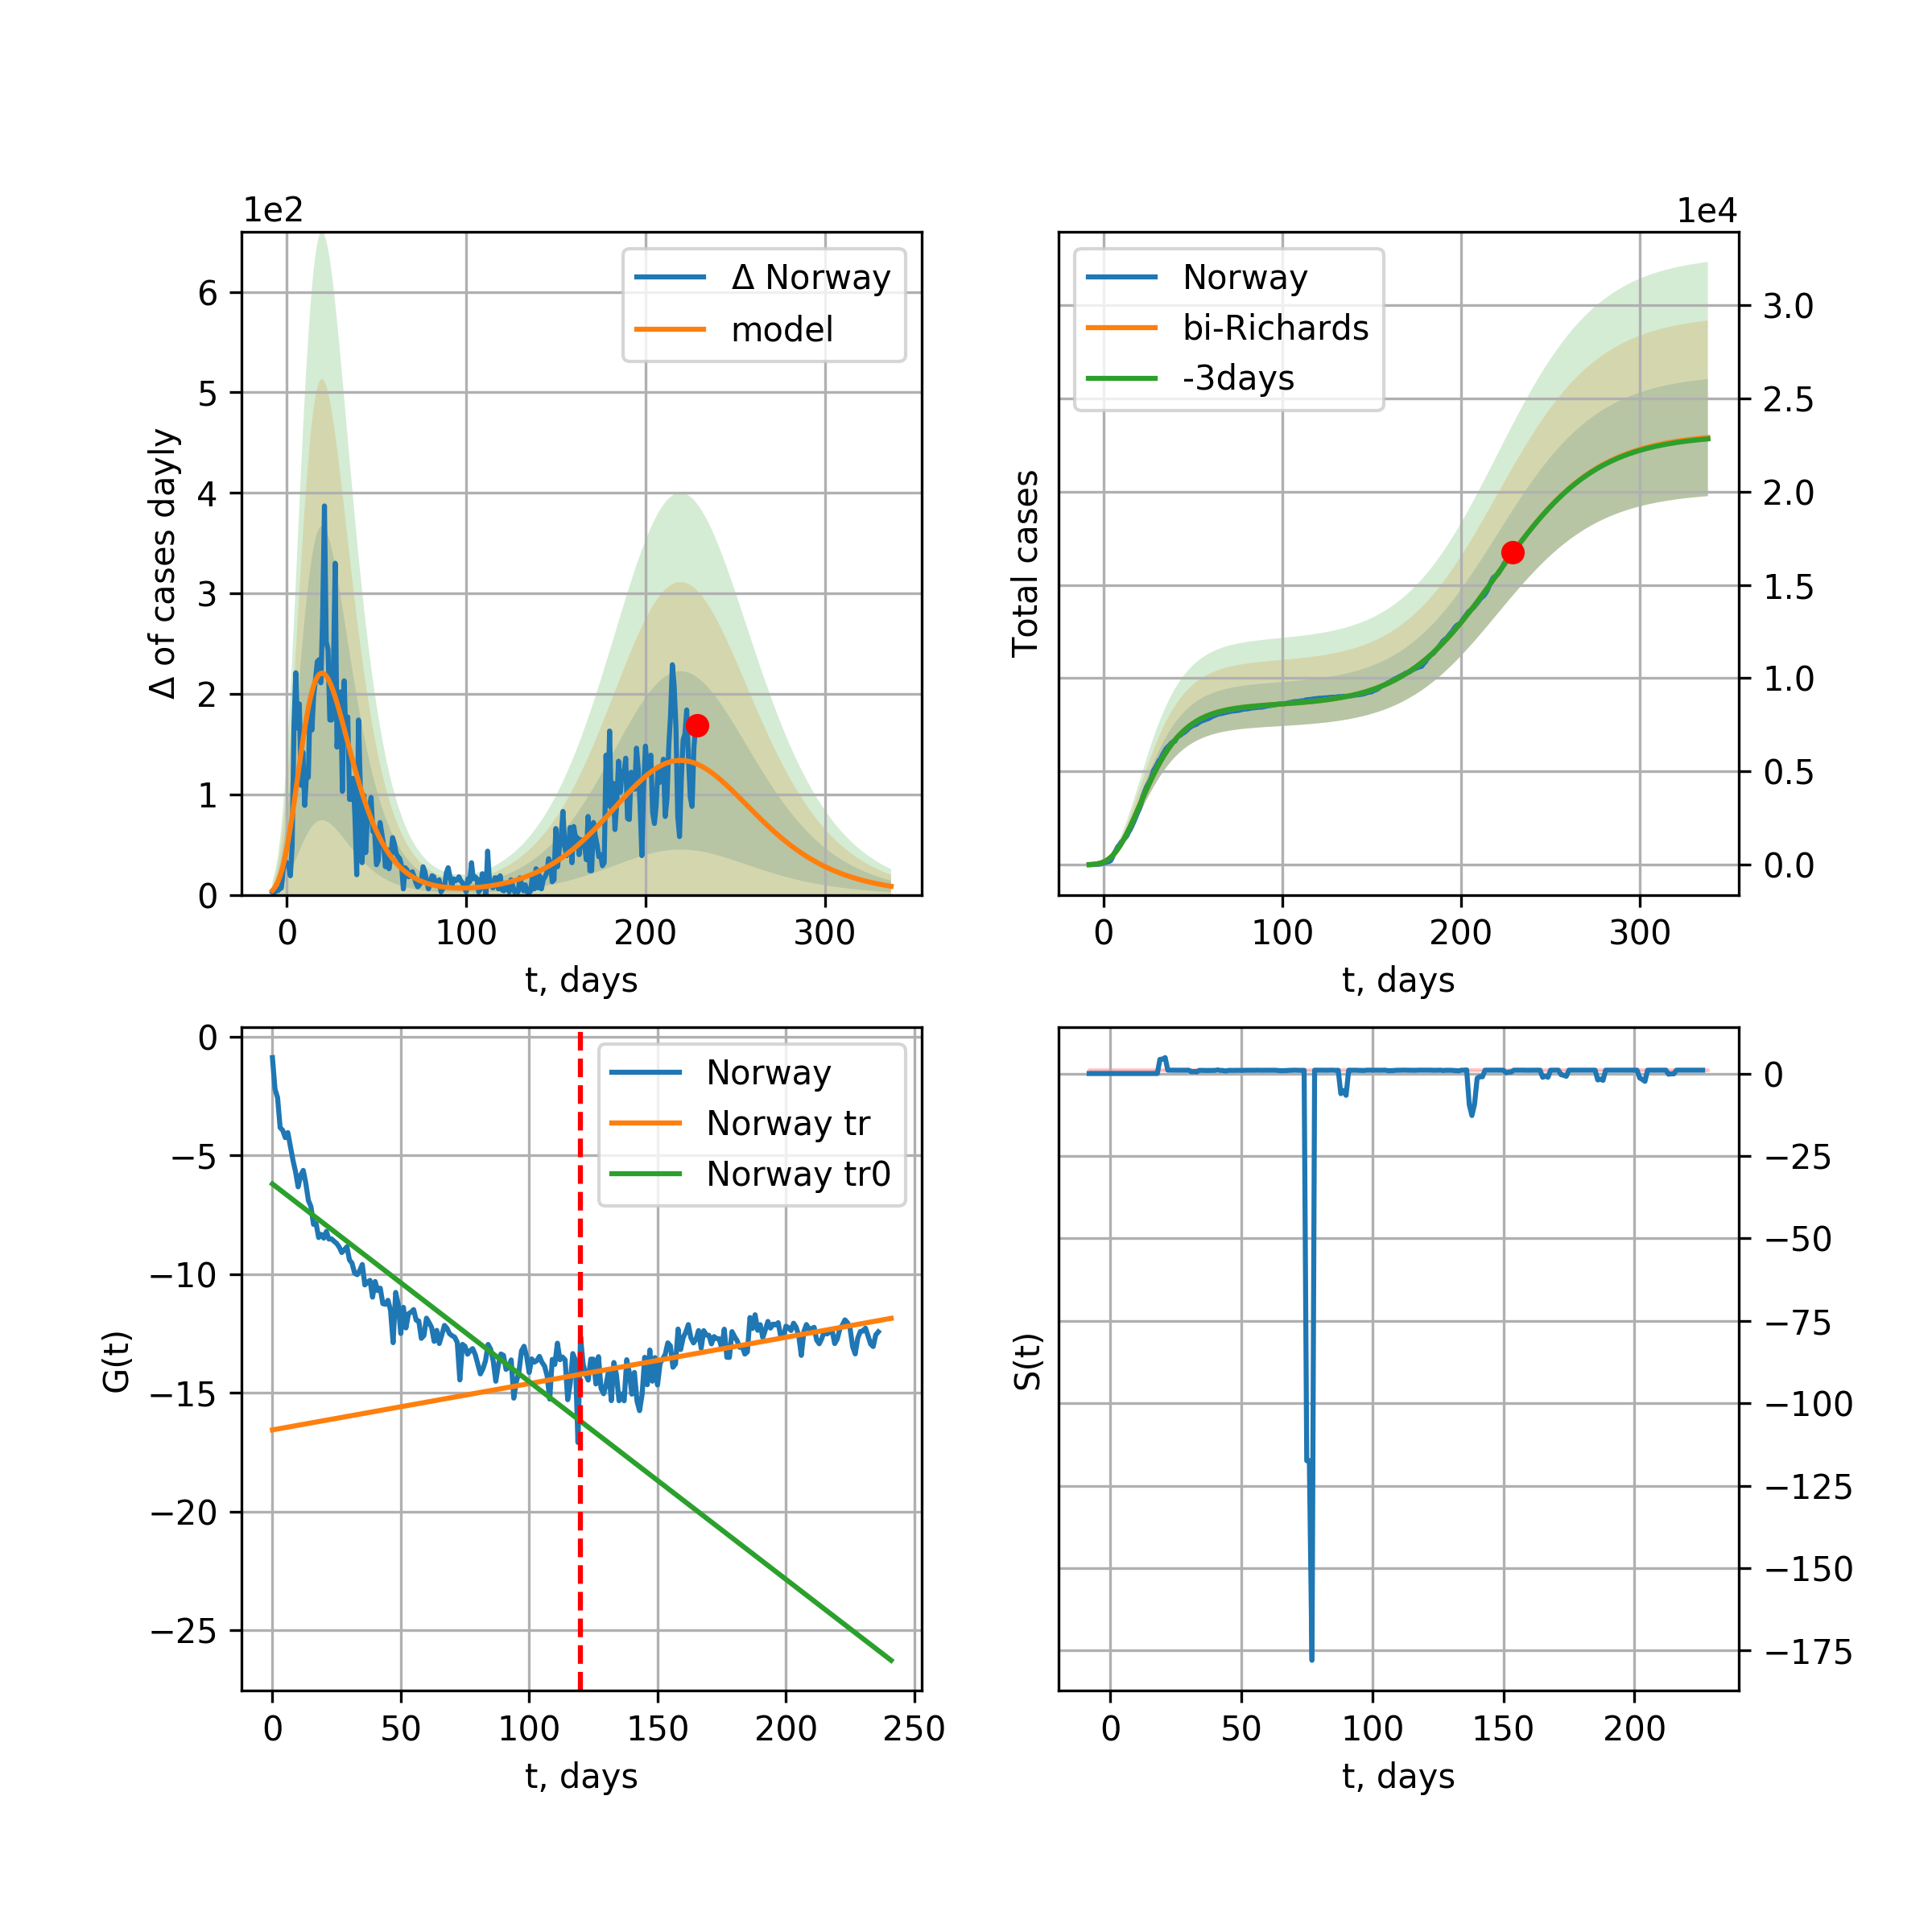 1e2
Δ Norway
model
6
5
4
3
2
1
0
Δ of cases dayly
0 100 200 300
t, days
1e4
Norway
bi-Richards
-3days
3.0
2.5
2.0
1.5
1.0
0.5
0.0
Total cases
0 100 200 300
t, days
Norway
Norway tr
Norway tr0
0
−5
−10
−15
−20
−25
G(t)
0 50 100 150 200 250
t, days
0
−25
−50
−75
−100
−125
−150
−175
S(t)
0 50 100 150 200
t, days